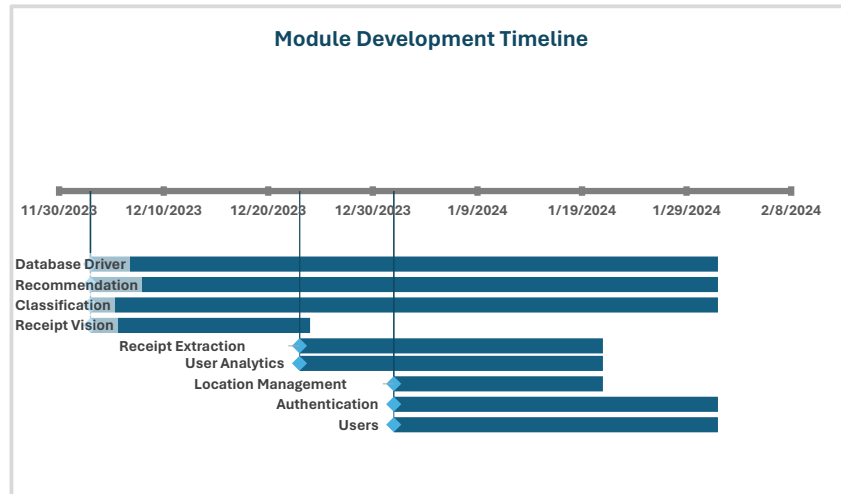 Module Development Timeline
11/30/2023 12/10/2023 12/20/2023 12/30/2023 1/9/2024 1/19/2024 1/29/2024 2/8/2024
Database Driver
Recommendation
Classification
Receipt Vision
Receipt Extraction
User Analytics
Location Management
Authentication
Users